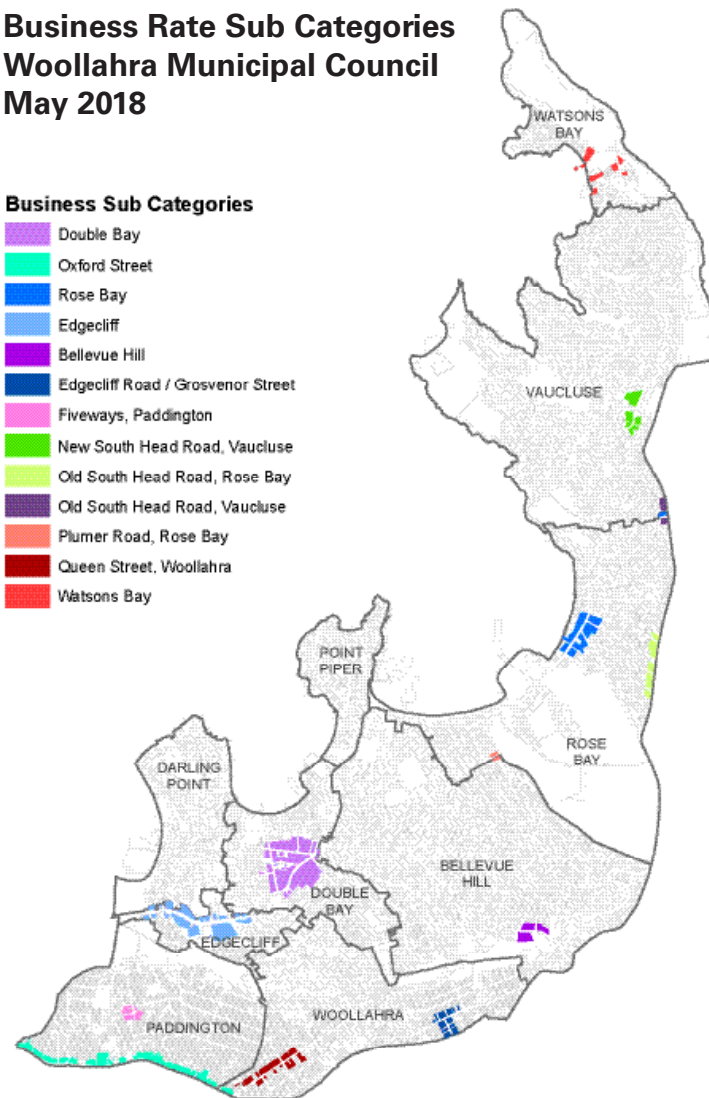 Business Rate Sub Categories
Woollahra Municipal Council
May 2018
Business Sub Categories
Double Bay
Oxford Street
Rose Bay
Edgecliff
Bellevue Hill
Edgecliff Road / Grosvenor Street
Fiveways, Paddington
New South Head Road, Vaucluse
Old South Head Road, Rose Bay
Old South Head Road, Vaucluse
Plumer Road, Rose Bay
Queen Street, Woollahra
Watsons Bay
WATSONS
BAY
VAUCLUSE
POINT
PIPER
ROSE
BAY
DARLING
POINT
BELLEVUE
HILL
DOUBLE
BAY
EDGECLIFF
WOOLLAHRA
PADDINGTON